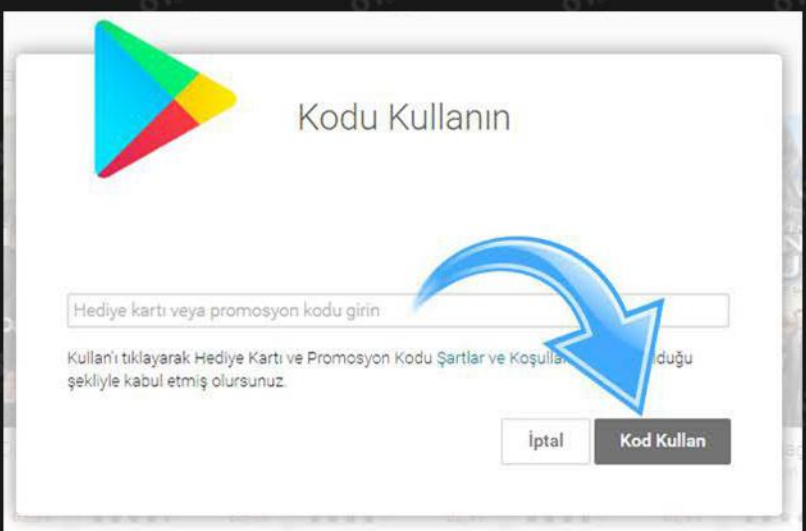 Kodu Kullanın
Hediye kartı veya promosyon kodu girin
Kullan'ı tıklayarak Hediye Kartı ve Promosyon Kodu Şartlar ve
şekliyle kabul etmiş olursunuz.
İptal
Kod Kullan